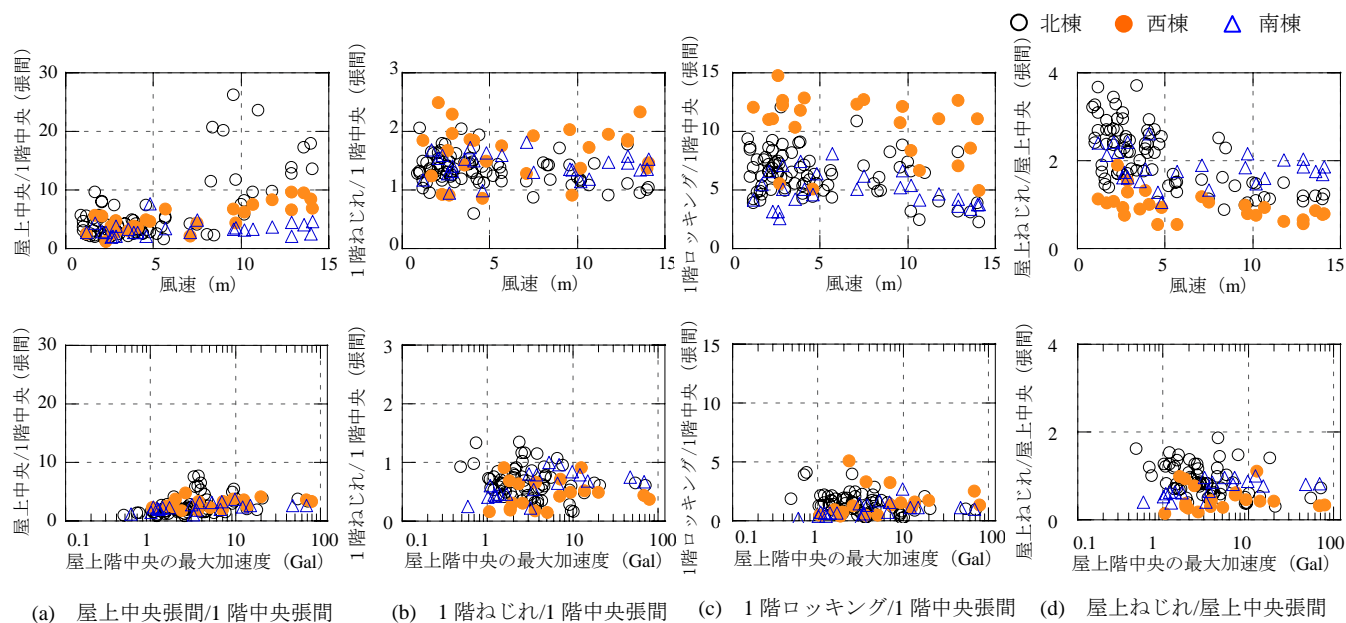 北棟 西棟 南棟
屋上中央/1階中央（張間）
30
20
10
0
0 5 10 15
風速（m）
1階ねじれ/1階中央（張間）
3
2
1
0
0 5 10 15
風速（m）
1階ロッキング/1階中央（張間）
15
10
5
0
0 5 10 15
風速（m）
屋上ねじれ/屋上中央（張間）
4
2
0
0 5 10 15
風速（m）
屋上中央/1階中央（張間）
30
20
10
0
0.1 1 10 100
屋上階中央の最大加速度（Gal）
1階ねじれ/1階中央（張間）
3
2
1
0
0.1 1 10 100
屋上階中央の最大加速度（Gal）
1階ロッキング/1階中央（張間）
15
10
5
0
0.1 1 10 100
屋上階中央の最大加速度（Gal）
屋上ねじれ/屋上中央（張間）
4
2
0
0.1 1 10 100
屋上階中央の最大加速度（Gal）
(a) 屋上中央張間/1階中央張間
(b) 1階ねじれ/1階中央張間
(c) 1階ロッキング/1階中央張間
(d) 屋上ねじれ/屋上中央張間